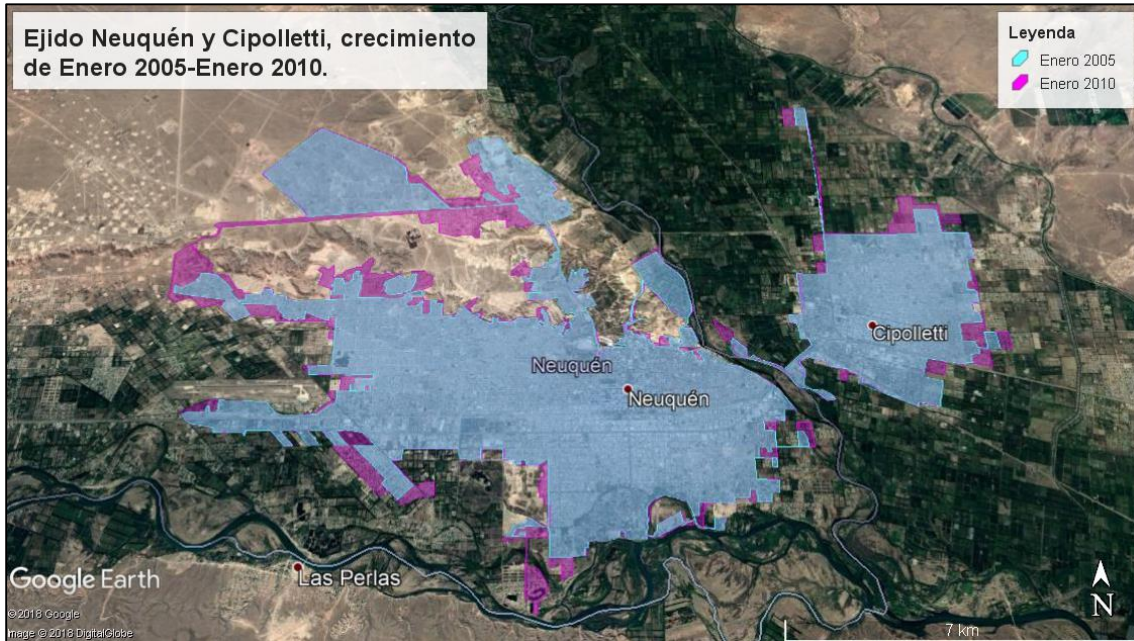 Ejido Neuquén y Cipolletti, crecimiento
de Enero 2005-Enero 2010.
Leyenda
Enero 2005
Enero 2010
Cipolletti
Neuquén
Neuquén
Las Perlas
Google Earth
©2018 Google
Image © 2018 DigitalGlobe
N
7 km